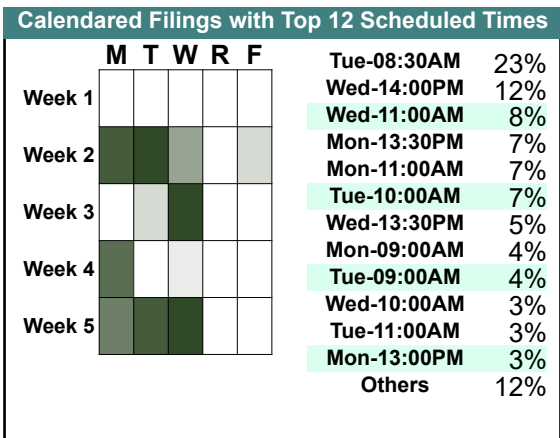 Calendared Filings with Top 12 Scheduled Times
M T W R F
Week 1
Week 2
Week 3
Week 4
Week 5
Tue-08:30AM 23%
Wed-14:00PM 12%
Wed-11:00AM 8%
Mon-13:30PM 7%
Mon-11:00AM 7%
Tue-10:00AM 7%
Wed-13:30PM 5%
Mon-09:00AM 4%
Tue-09:00AM 4%
Wed-10:00AM 3%
Tue-11:00AM 3%
Mon-13:00PM 3%
Others 12%